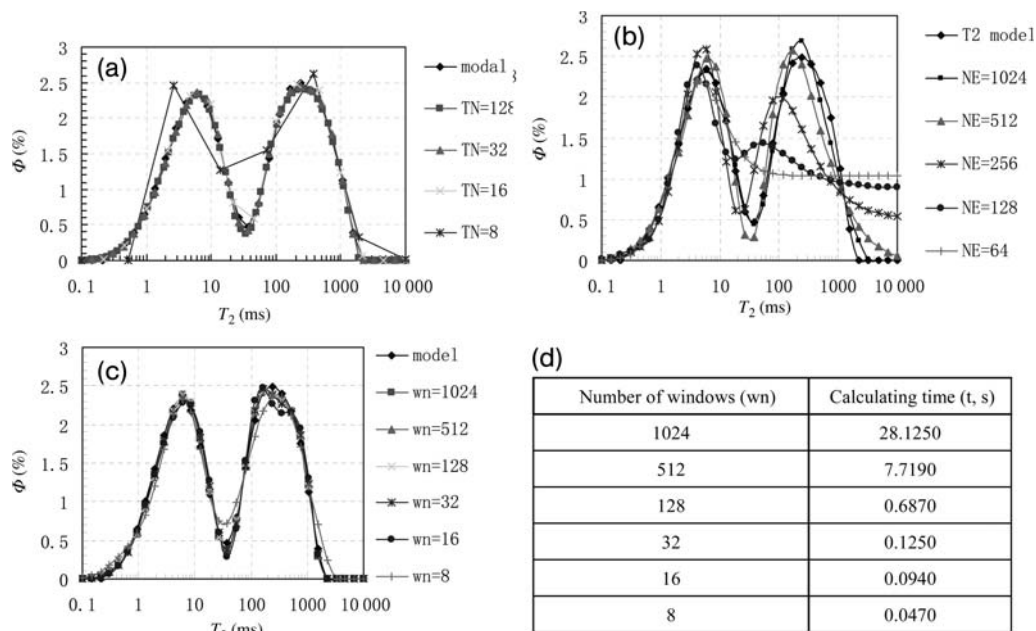 (a)
Φ (%)
3
2.5
2
1.5
1
0.5
0
0.1 1 10 100 1000 10 000
T₂ (ms)
modal
TN=128
TN=32
TN=16
TN=8
(b)
Φ (%)
3
2.5
2
1.5
1
0.5
0
0.1 1 10 100 1000 10 000
T₂ (ms)
T2 model
NE=1024
NE=512
NE=256
NE=128
NE=64
(c)
Φ (%)
3
2.5
2
1.5
1
0.5
0
0.1 1 10 100 1000 10 000
T₂ (ms)
model
wn=1024
wn=512
wn=128
wn=32
wn=16
wn=8
(d)
Number of windows (wn) Calculating time (t, s)
1024 28.1250
512 7.7190
128 0.6870
32 0.1250
16 0.0940
8 0.0470